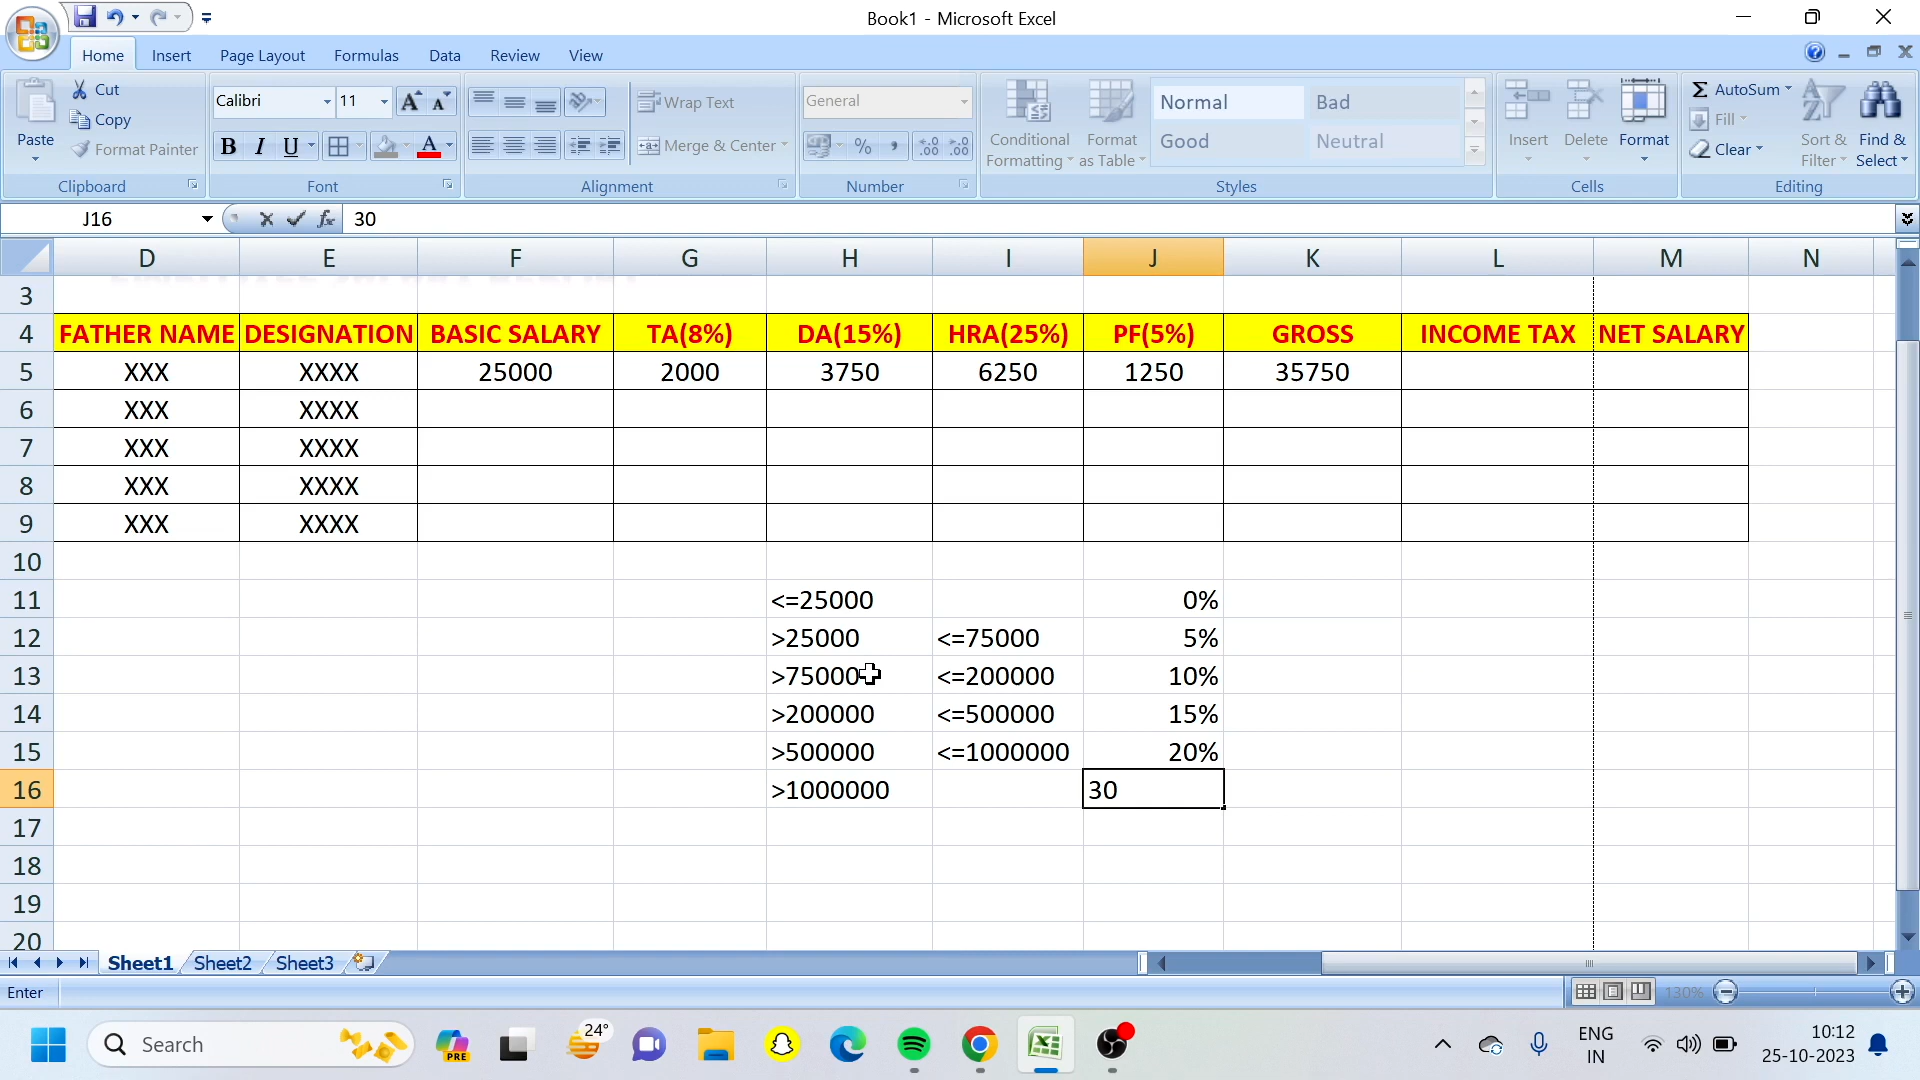 Book1 - Microsoft Excel
Home Insert Page Layout Formulas Data Review View
Paste
Cut
Copy
Format Painter
Clipboard
Calibri 11
B I U
Font
Wrap Text
Merge & Center
Alignment
General
Number
Conditional Formatting
Format as Table
Normal Bad
Good Neutral
Styles
Insert Delete Format
Cells
AutoSum
Fill
Clear
Sort & Filter
Find & Select
Editing
J16 fx 30
D E F G H I J K L M N
3
4 FATHER NAME DESIGNATION BASIC SALARY TA(8%) DA(15%) HRA(25%) PF(5%) GROSS INCOME TAX NET SALARY
5 XXX XXXX 25000 2000 3750 6250 1250 35750
6 XXX XXXX
7 XXX XXXX
8 XXX XXXX
9 XXX XXXX
10
11 <=25000 0%
12 >25000 <=75000 5%
13 >75000 <=200000 10%
14 >200000 <=500000 15%
15 >500000 <=1000000 20%
16 >1000000 30
17
18
19
20
Sheet1 Sheet2 Sheet3
Enter 130%
Search PRE 24° ENG IN 10:12 25-10-2023